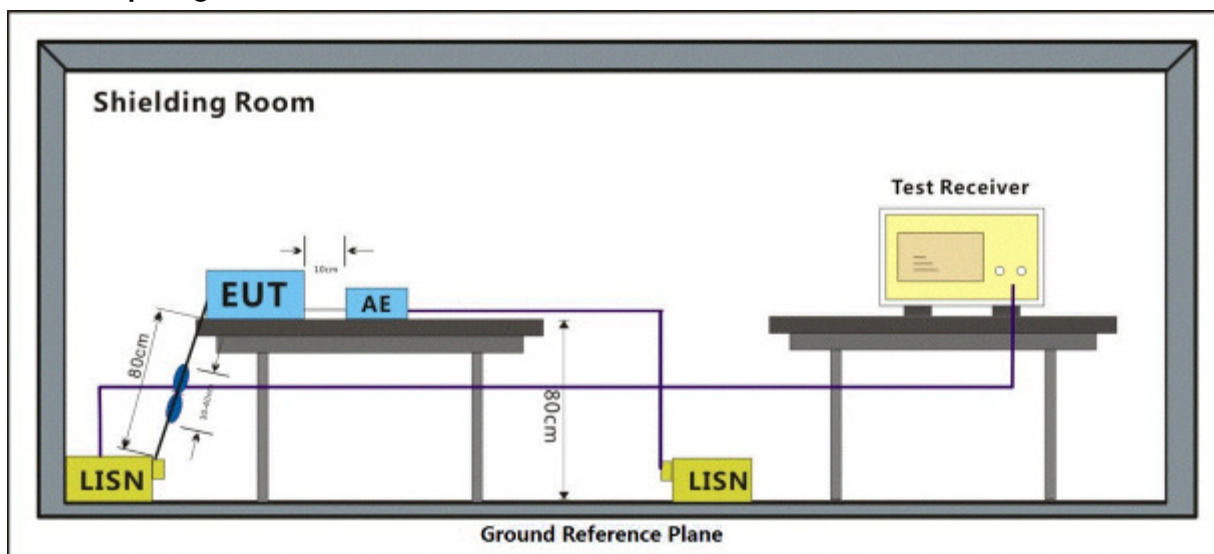 Shielding Room
Test Receiver
10cm
EUT
AE
80cm
80cm
LISN
LISN
Ground Reference Plane